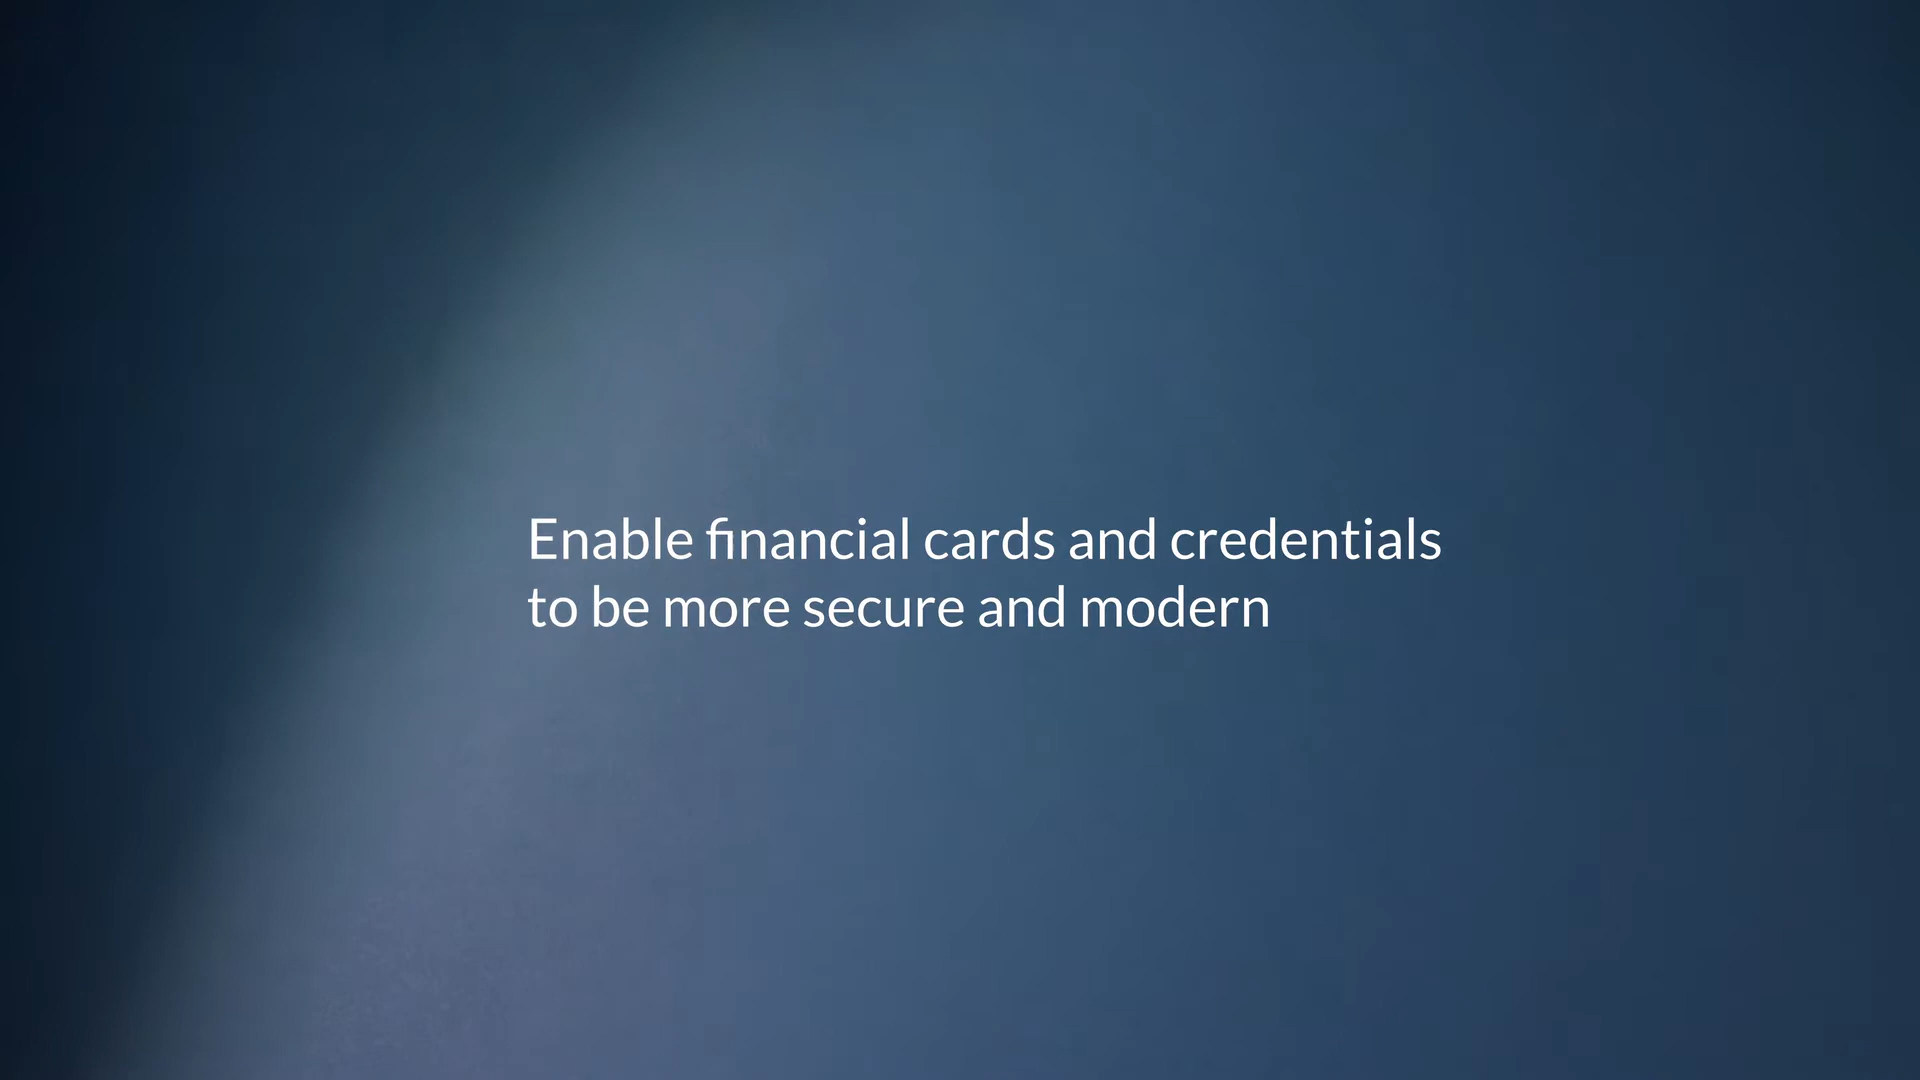 Enable financial cards and credentials
to be more secure and modern